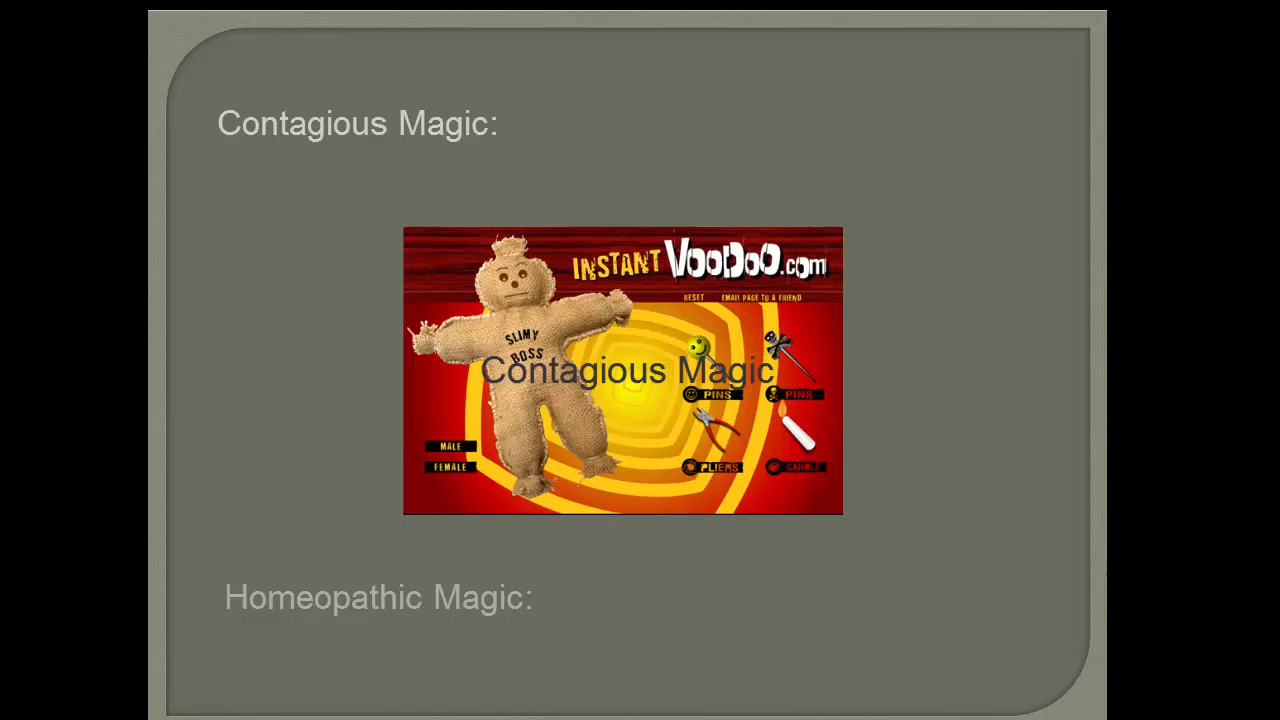 Contagious Magic:
INSTANT VOODOO.COM
RESET EMAIL PAGE TO A FRIEND
SLIMY
BOSS
Contagious Magic
PINS PINS
MALE
FEMALE PLIERS CANDLE
Homeopathic Magic: